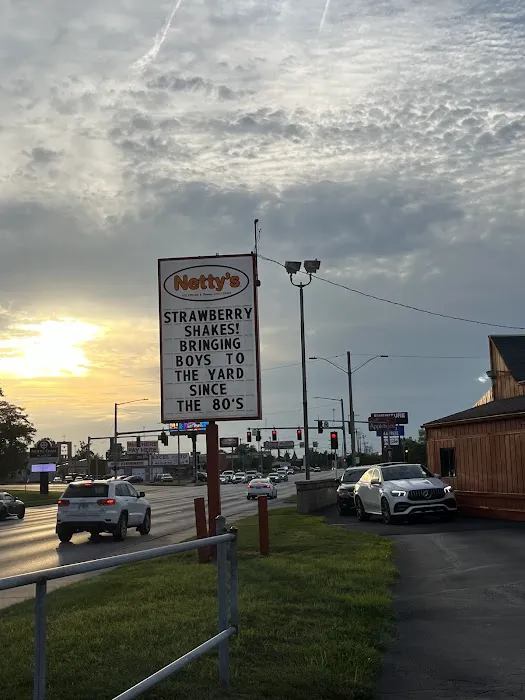 Netty's
STRAWBERRY
SHAKES!
BRINGING
BOYS TO
THE YARD
SINCE
THE 80'S